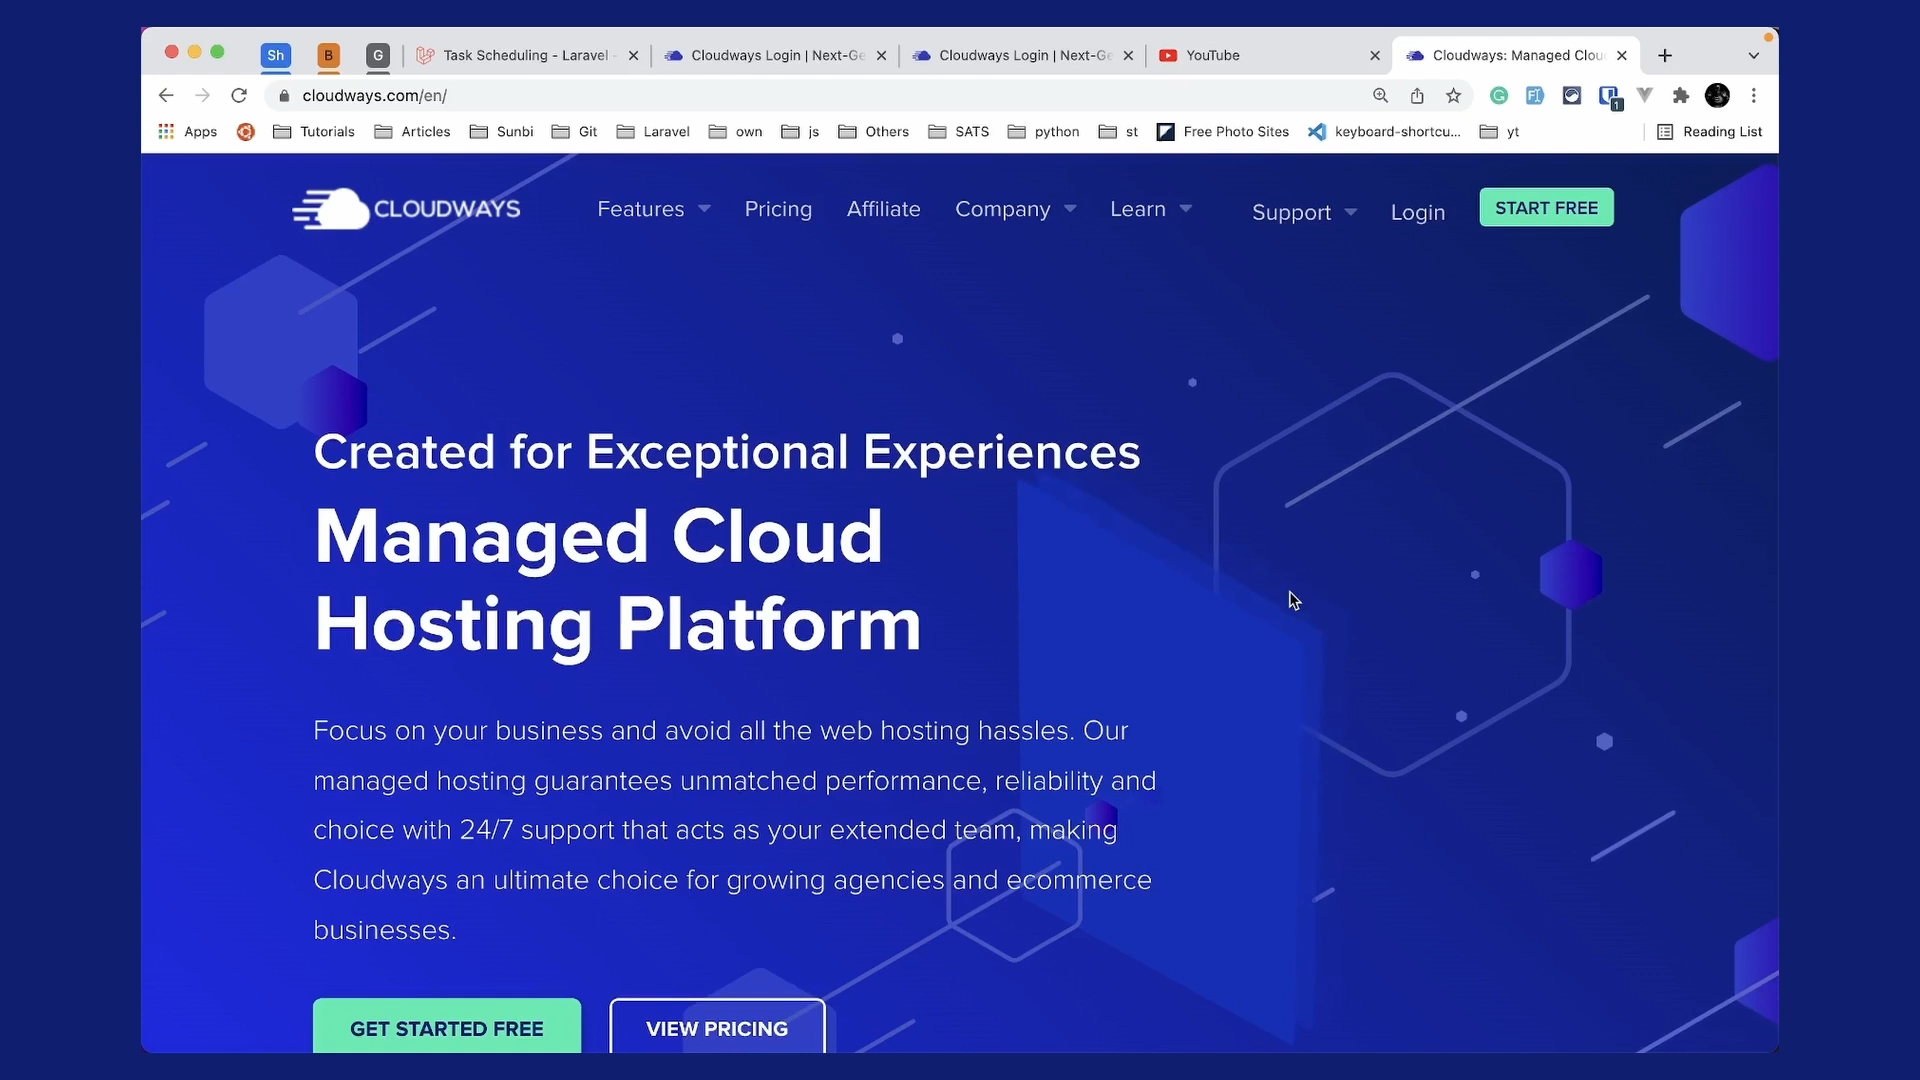 Sh
B
G
Task Scheduling - Laravel -
Cloudways Login | Next-Ge
Cloudways Login | Next-Ge
YouTube
Cloudways: Managed Clou
cloudways.com/en/
1
Apps
Tutorials
Articles
Sunbi
Git
Laravel
own
js
Others
SATS
python
st
Free Photo Sites
keyboard-shortcu...
yt
Reading List
CLOUDWAYS
Features
Pricing
Affiliate
Company
Learn
Support
Login
START FREE
Created for Exceptional Experiences
Managed Cloud
Hosting Platform
Focus on your business and avoid all the web hosting hassles. Our
managed hosting guarantees unmatched performance, reliability and
choice with 24/7 support that acts as your extended team, making
Cloudways an ultimate choice for growing agencies and ecommerce
businesses.
GET STARTED FREE
VIEW PRICING